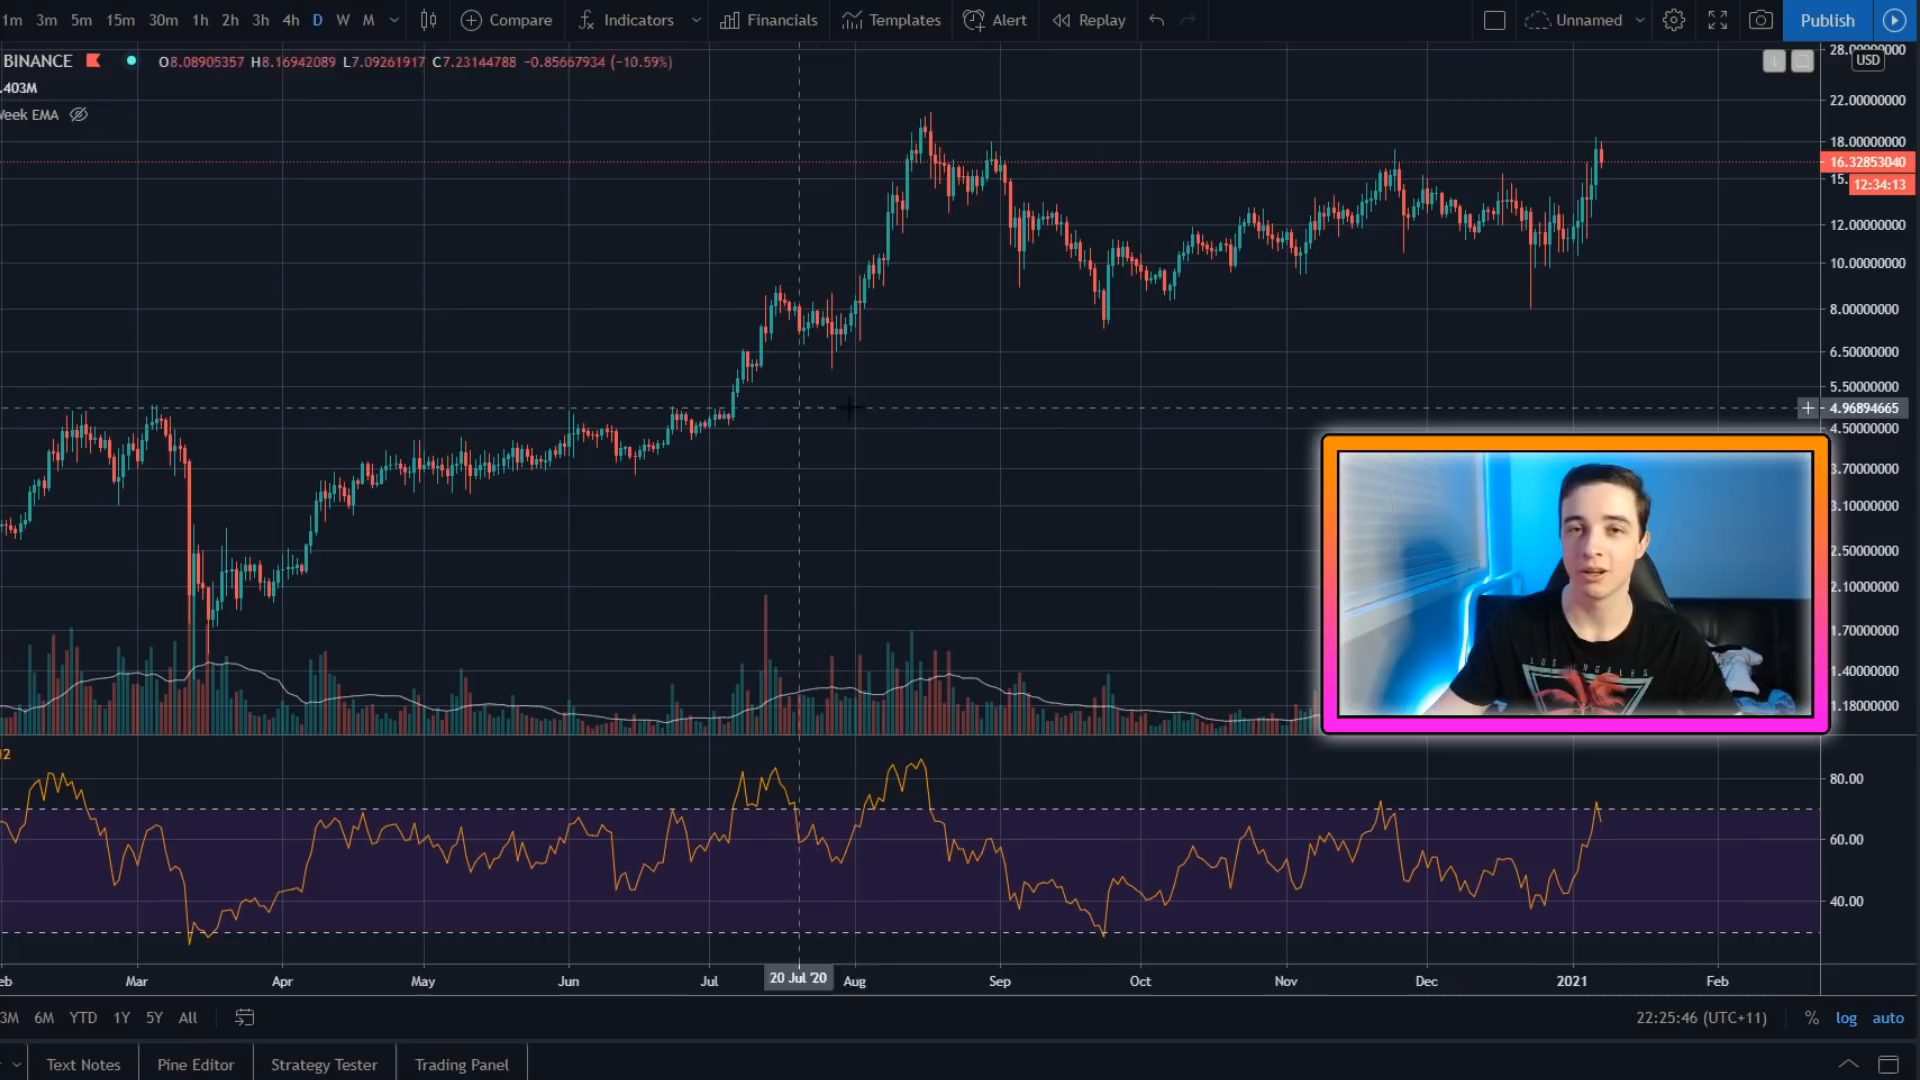 1m 3m 5m 15m 30m 1h 2h 3h 4h D W M Compare Indicators Financials Templates Alert Replay Unnamed Publish
BINANCE O8.08905357 H8.16942089 L7.09261917 C7.23144788 −0.85667934 (−10.59%)
.403M
Week EMA
USD
22.00000000
18.00000000
16.32853040
15.
12:34:13
12.00000000
10.00000000
8.00000000
6.50000000
5.50000000
4.96894665
4.50000000
3.70000000
3.10000000
2.50000000
2.10000000
1.70000000
1.40000000
1.18000000
LOS ANGELES
12
80.00
60.00
40.00
eb Mar Apr May Jun Jul 20 Jul '20 Aug Sep Oct Nov Dec 2021 Feb
3M 6M YTD 1Y 5Y All 22:25:46 (UTC+11) % log auto
Text Notes Pine Editor Strategy Tester Trading Panel